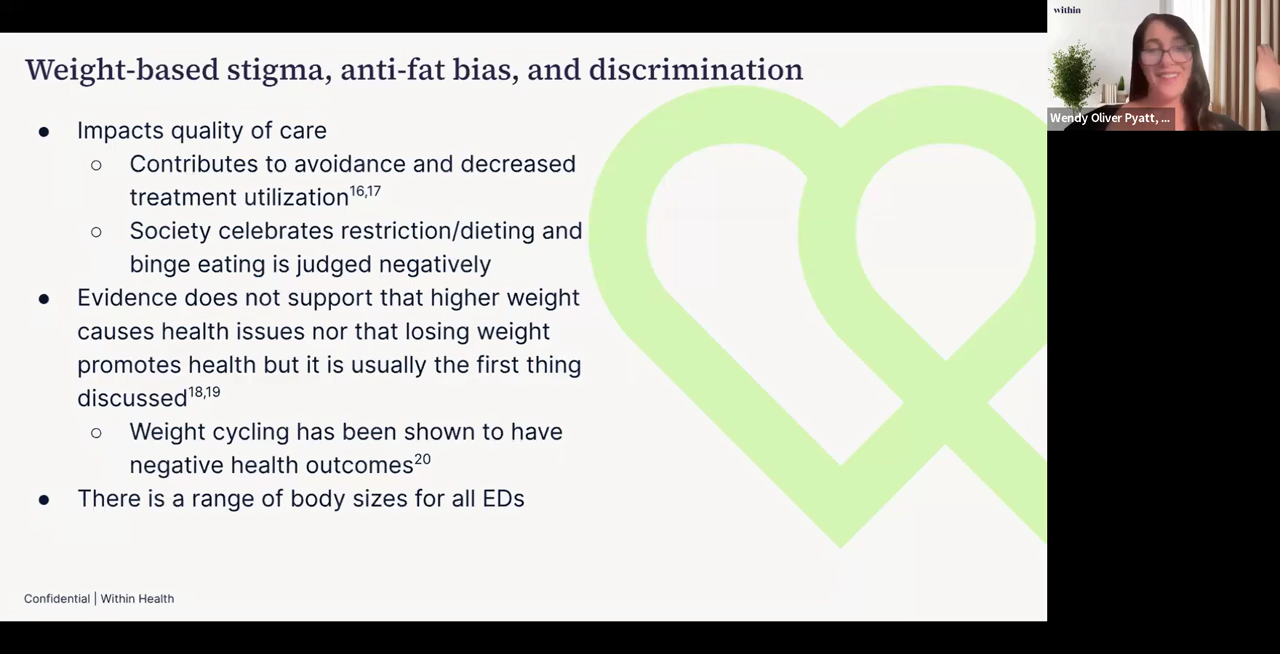 Weight-based stigma, anti-fat bias, and discrimination
● Impacts quality of care
○ Contributes to avoidance and decreased
treatment utilization16,17
○ Society celebrates restriction/dieting and
binge eating is judged negatively
● Evidence does not support that higher weight
causes health issues nor that losing weight
promotes health but it is usually the first thing
discussed18,19
○ Weight cycling has been shown to have
negative health outcomes20
● There is a range of body sizes for all EDs
Confidential | Within Health
within
Wendy Oliver Pyatt, ...